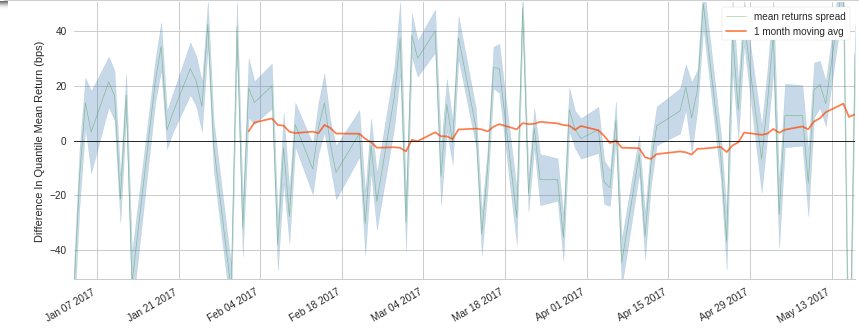 mean returns spread
1 month moving avg
Difference In Quantile Mean Return (bps)
40
20
0
−20
−40
Jan 07 2017
Jan 21 2017
Feb 04 2017
Feb 18 2017
Mar 04 2017
Mar 18 2017
Apr 01 2017
Apr 15 2017
Apr 29 2017
May 13 2017